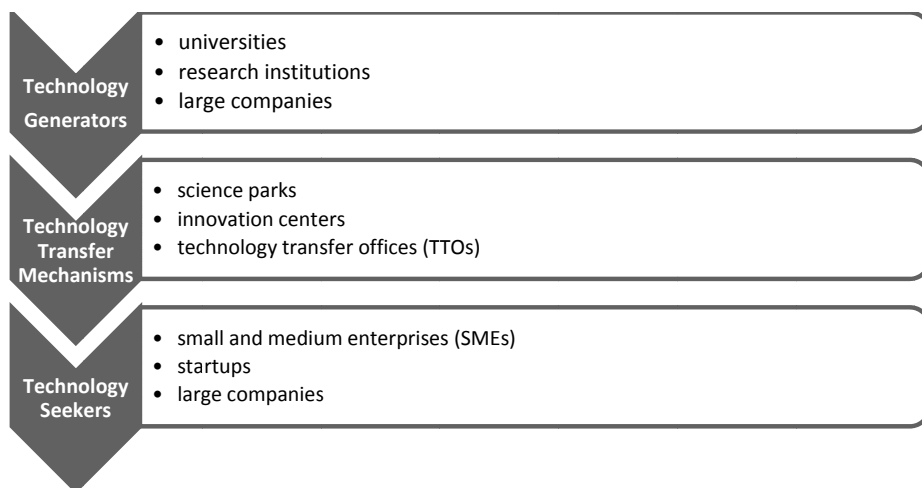 Technology
Generators
• universities
• research institutions
• large companies
Technology
Transfer
Mechanisms
• science parks
• innovation centers
• technology transfer offices (TTOs)
Technology
Seekers
• small and medium enterprises (SMEs)
• startups
• large companies